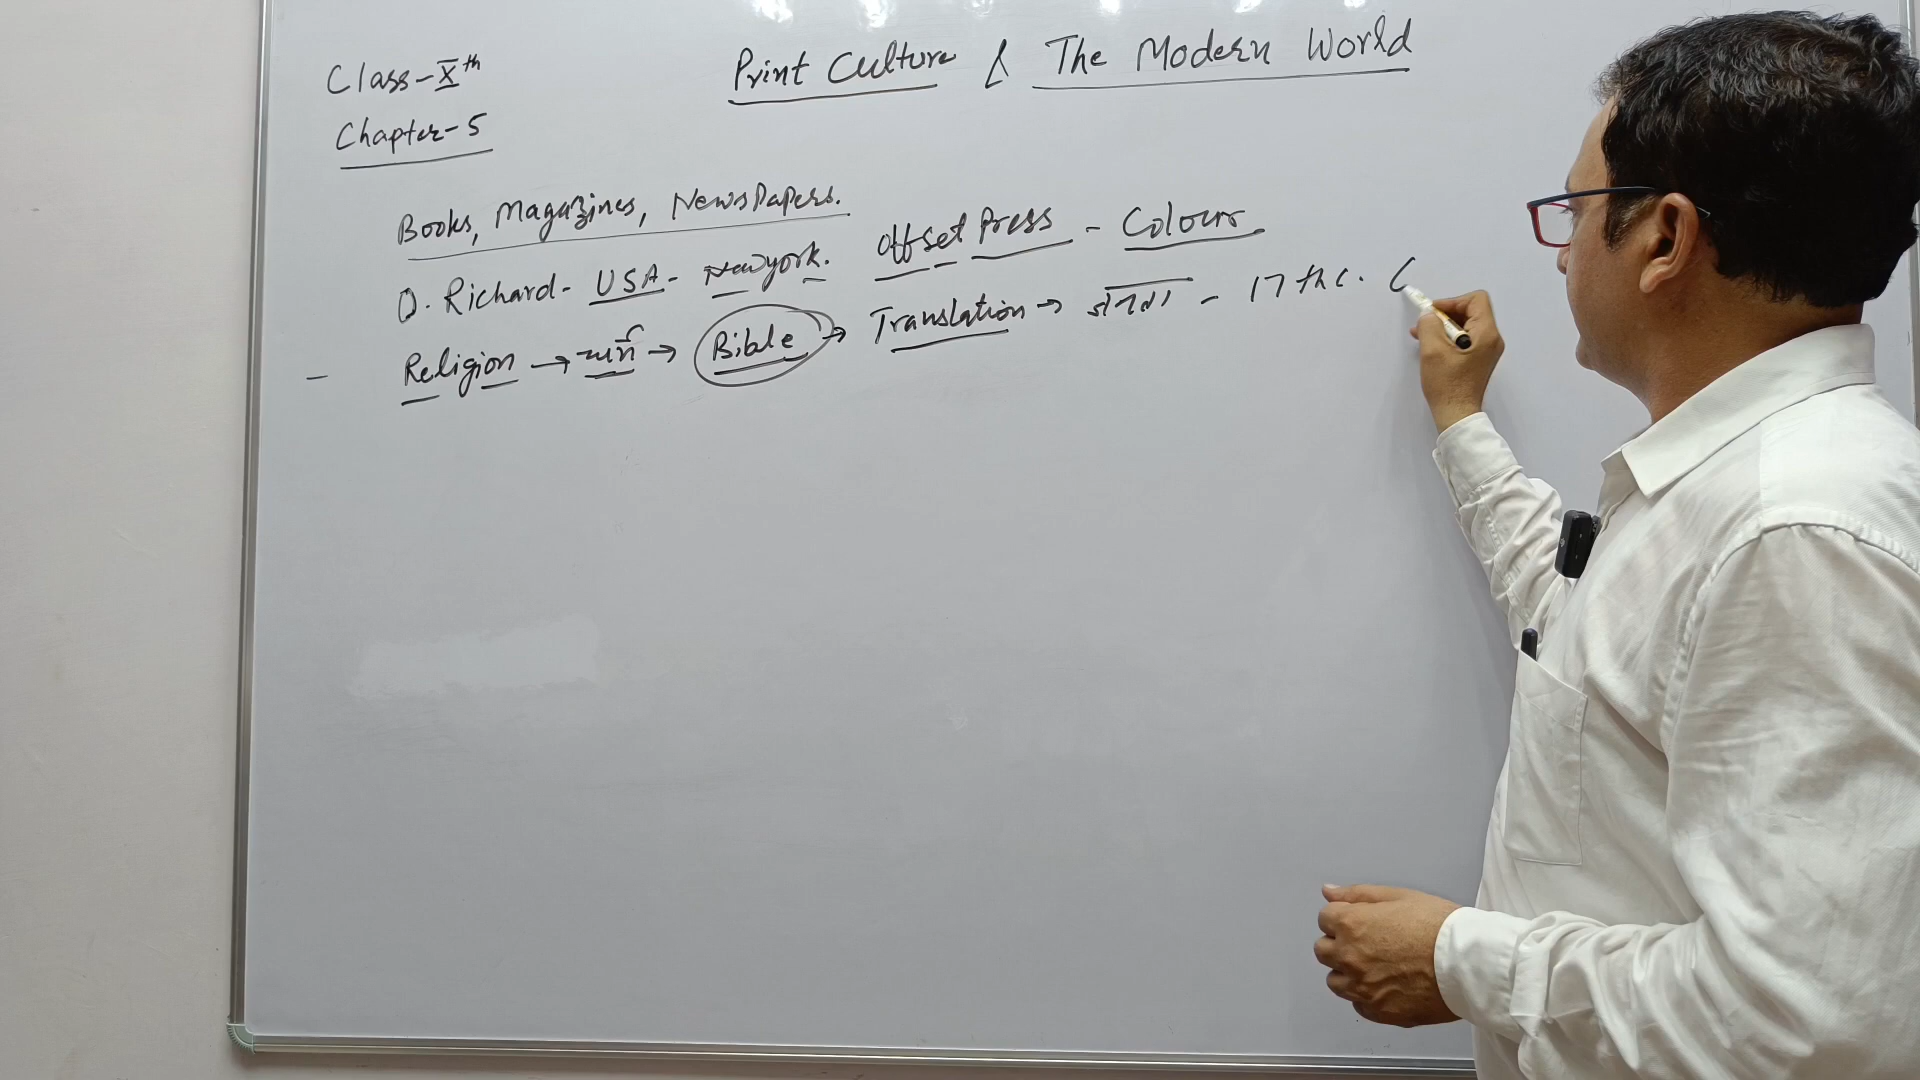 Class-Xth
Print Culture & The Modern World
Chapter-5
Books, Magazines, Newspapers.
O. Richard- USA- Newyork. Offset Press - Colour
- Religion → धर्म → Bible → Translation → - 17 th c. (